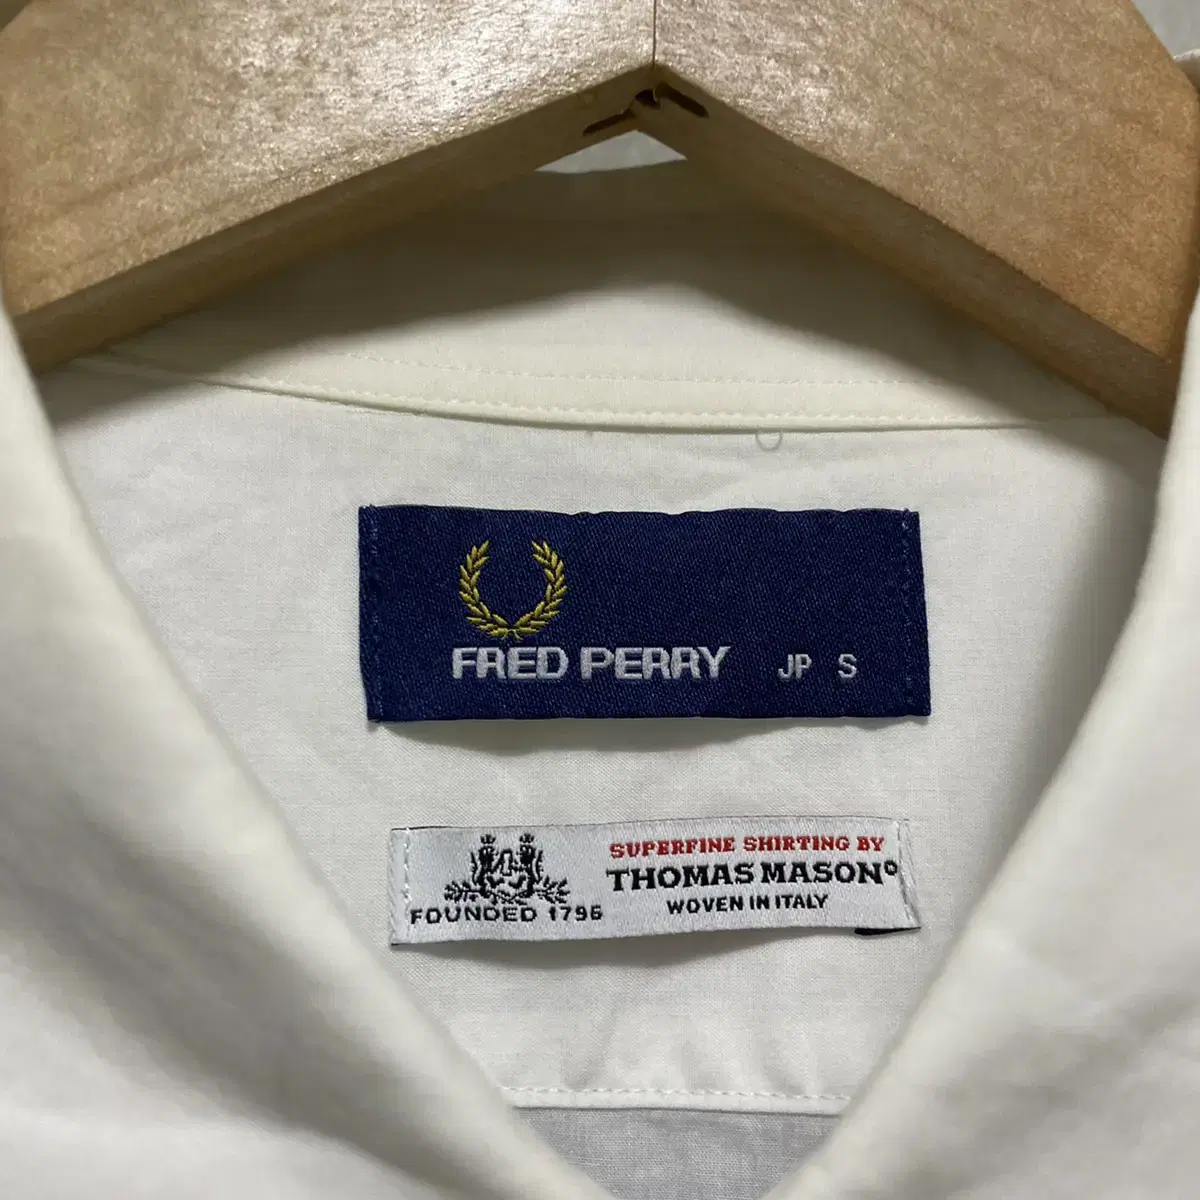 FRED PERRY JP S
SUPERFINE SHIRTING BY
THOMAS MASON®
WOVEN IN ITALY
FOUNDED 1796